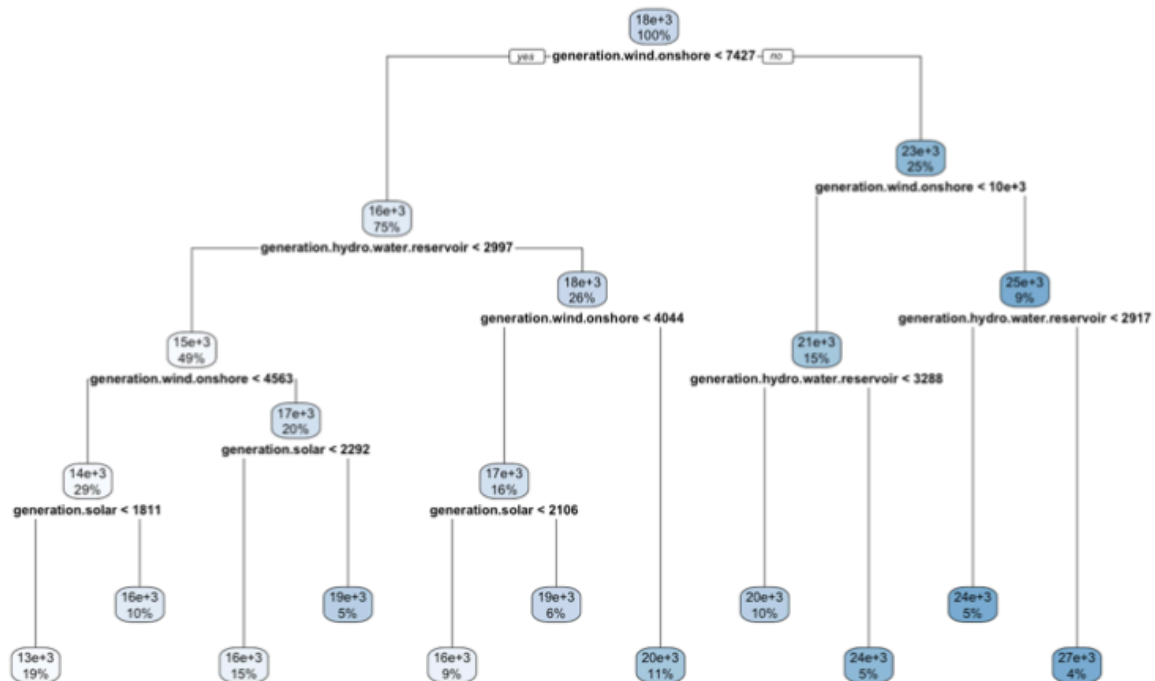 18e+3
100%
yes generation.wind.onshore < 7427 no
23e+3
25%
generation.wind.onshore < 10e+3
16e+3
75%
generation.hydro.water.reservoir < 2997
18e+3
26%
generation.wind.onshore < 4044
25e+3
9%
generation.hydro.water.reservoir < 2917
15e+3
49%
generation.wind.onshore < 4563
21e+3
15%
generation.hydro.water.reservoir < 3288
17e+3
20%
generation.solar < 2292
14e+3
29%
generation.solar < 1811
17e+3
16%
generation.solar < 2106
16e+3
10%
19e+3
5%
19e+3
6%
20e+3
10%
24e+3
5%
13e+3
19%
16e+3
15%
16e+3
9%
20e+3
11%
24e+3
5%
27e+3
4%